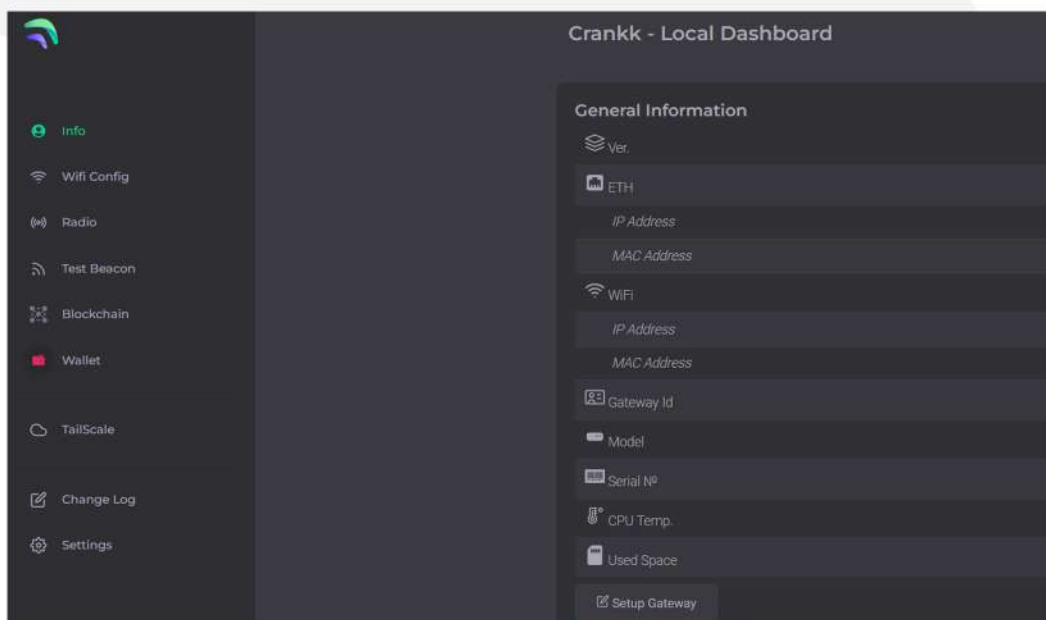 Crankk - Local Dashboard
Info
Wifi Config
Radio
Test Beacon
Blockchain
Wallet
TailScale
Change Log
Settings
General Information
Ver.
ETH
IP Address
MAC Address
WiFi
IP Address
MAC Address
Gateway Id
Model
Serial Nº
CPU Temp.
Used Space
Setup Gateway